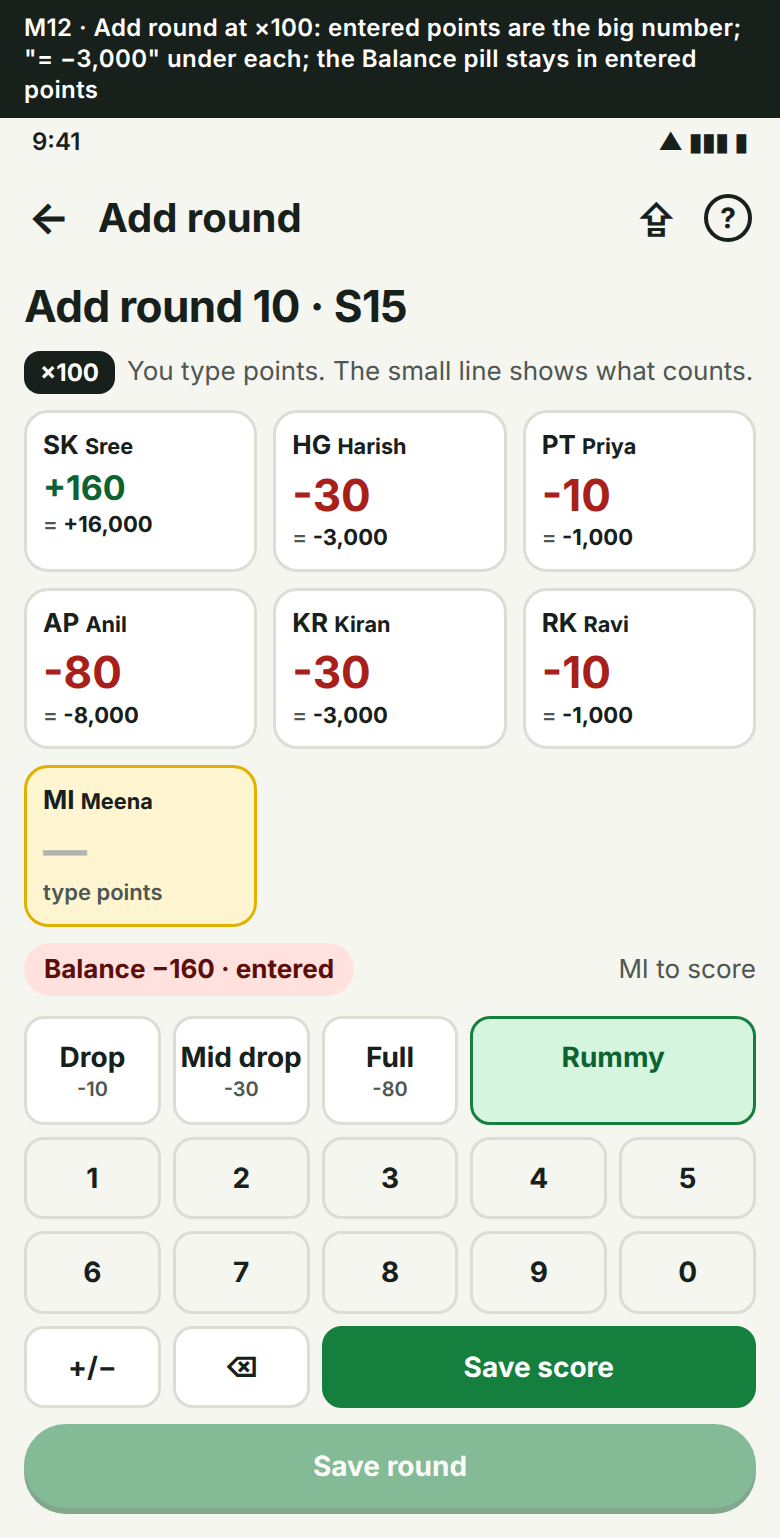 M12 · Add round at ×100: entered points are the big number;
"= −3,000" under each; the Balance pill stays in entered
points
9:41
Add round
?
Add round 10 · S15
×100 You type points. The small line shows what counts.
SK Sree
+160
= +16,000
HG Harish
-30
= -3,000
PT Priya
-10
= -1,000
AP Anil
-80
= -8,000
KR Kiran
-30
= -3,000
RK Ravi
-10
= -1,000
MI Meena
—
type points
Balance −160 · entered
MI to score
Drop
-10
Mid drop
-30
Full
-80
Rummy
1 2 3 4 5
6 7 8 9 0
+/− ⌫ Save score
Save round